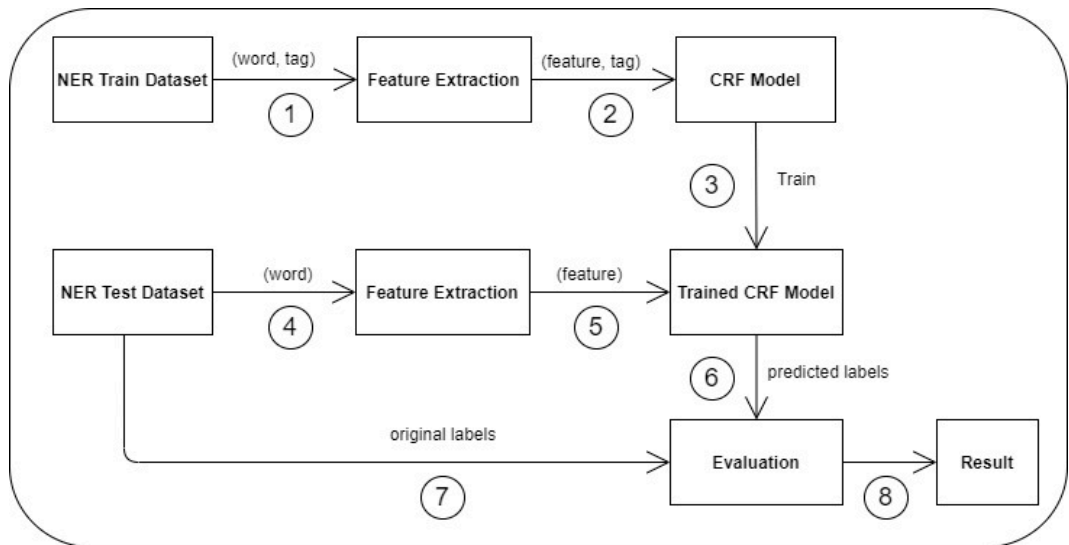 (word, tag)
(feature, tag)
NER Train Dataset
Feature Extraction
CRF Model
1
2
3
Train
(word)
(feature)
NER Test Dataset
Feature Extraction
Trained CRF Model
4
5
6
predicted labels
original labels
Evaluation
Result
7
8